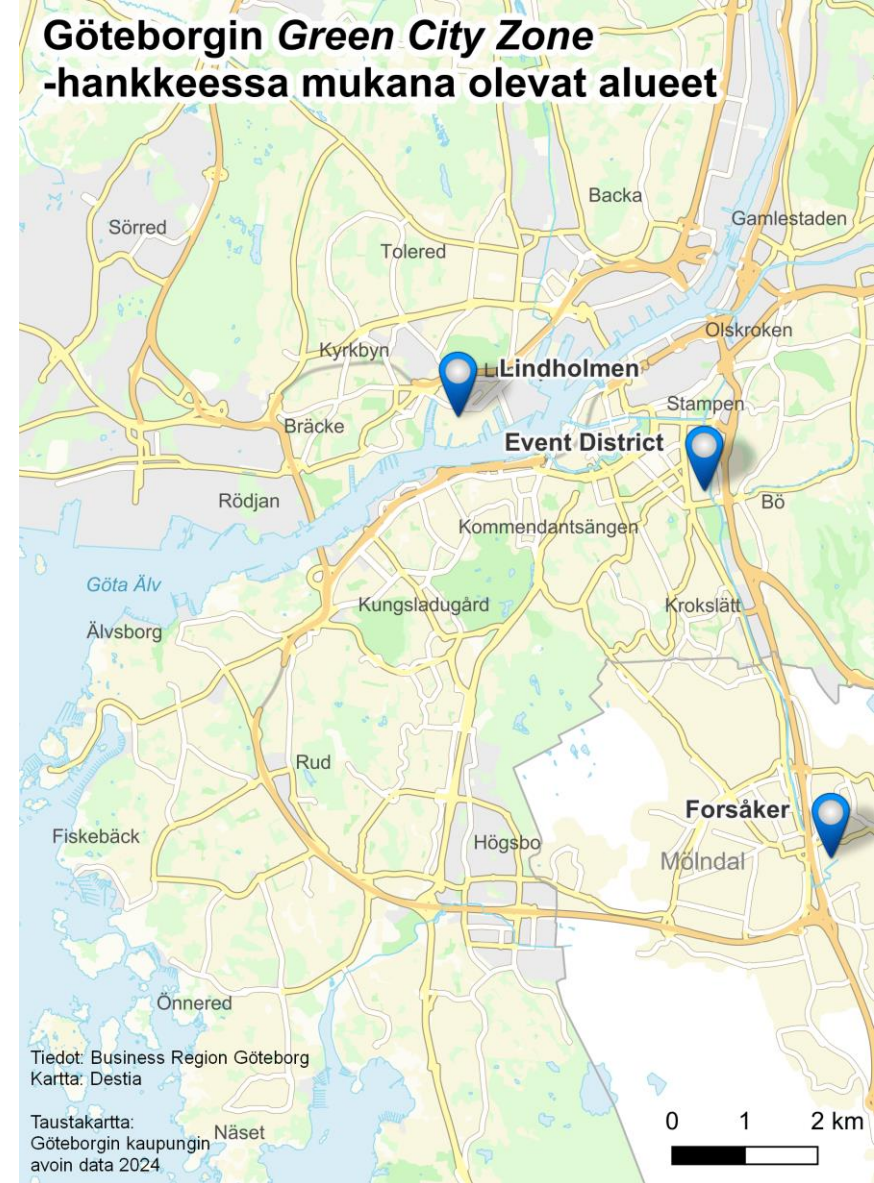 Göteborgin Green City Zone
-hankkeessa mukana olevat alueet
Backa
Gamlestaden
Sörred
Tolered
Olskroken
Kyrkbyn
L
Lindholmen
Stampen
Bräcke
Event District
Rödjan
Bö
Kommendantsängen
Göta Älv
Kungsladugård
Krokslätt
Älvsborg
Rud
Forsåker
Fiskebäck
Högsbo
Mölndal
Önnered
Tiedot: Business Region Göteborg
Kartta: Destia
Taustakartta:
Göteborgin kaupungin
avoin data 2024
Näset
0 1 2 km